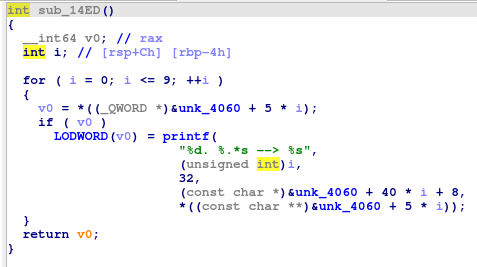 int sub_14ED()
{
__int64 v0; // rax
int i; // [rsp+Ch] [rbp-4h]
for ( i = 0; i <= 9; ++i )
{
v0 = *((_QWORD *)&unk_4060 + 5 * i);
if ( v0 )
LODWORD(v0) = printf(
"%d. %.*s --> %s",
(unsigned int)i,
32,
(const char *)&unk_4060 + 40 * i + 8,
*((const char **)&unk_4060 + 5 * i));
}
return v0;
}